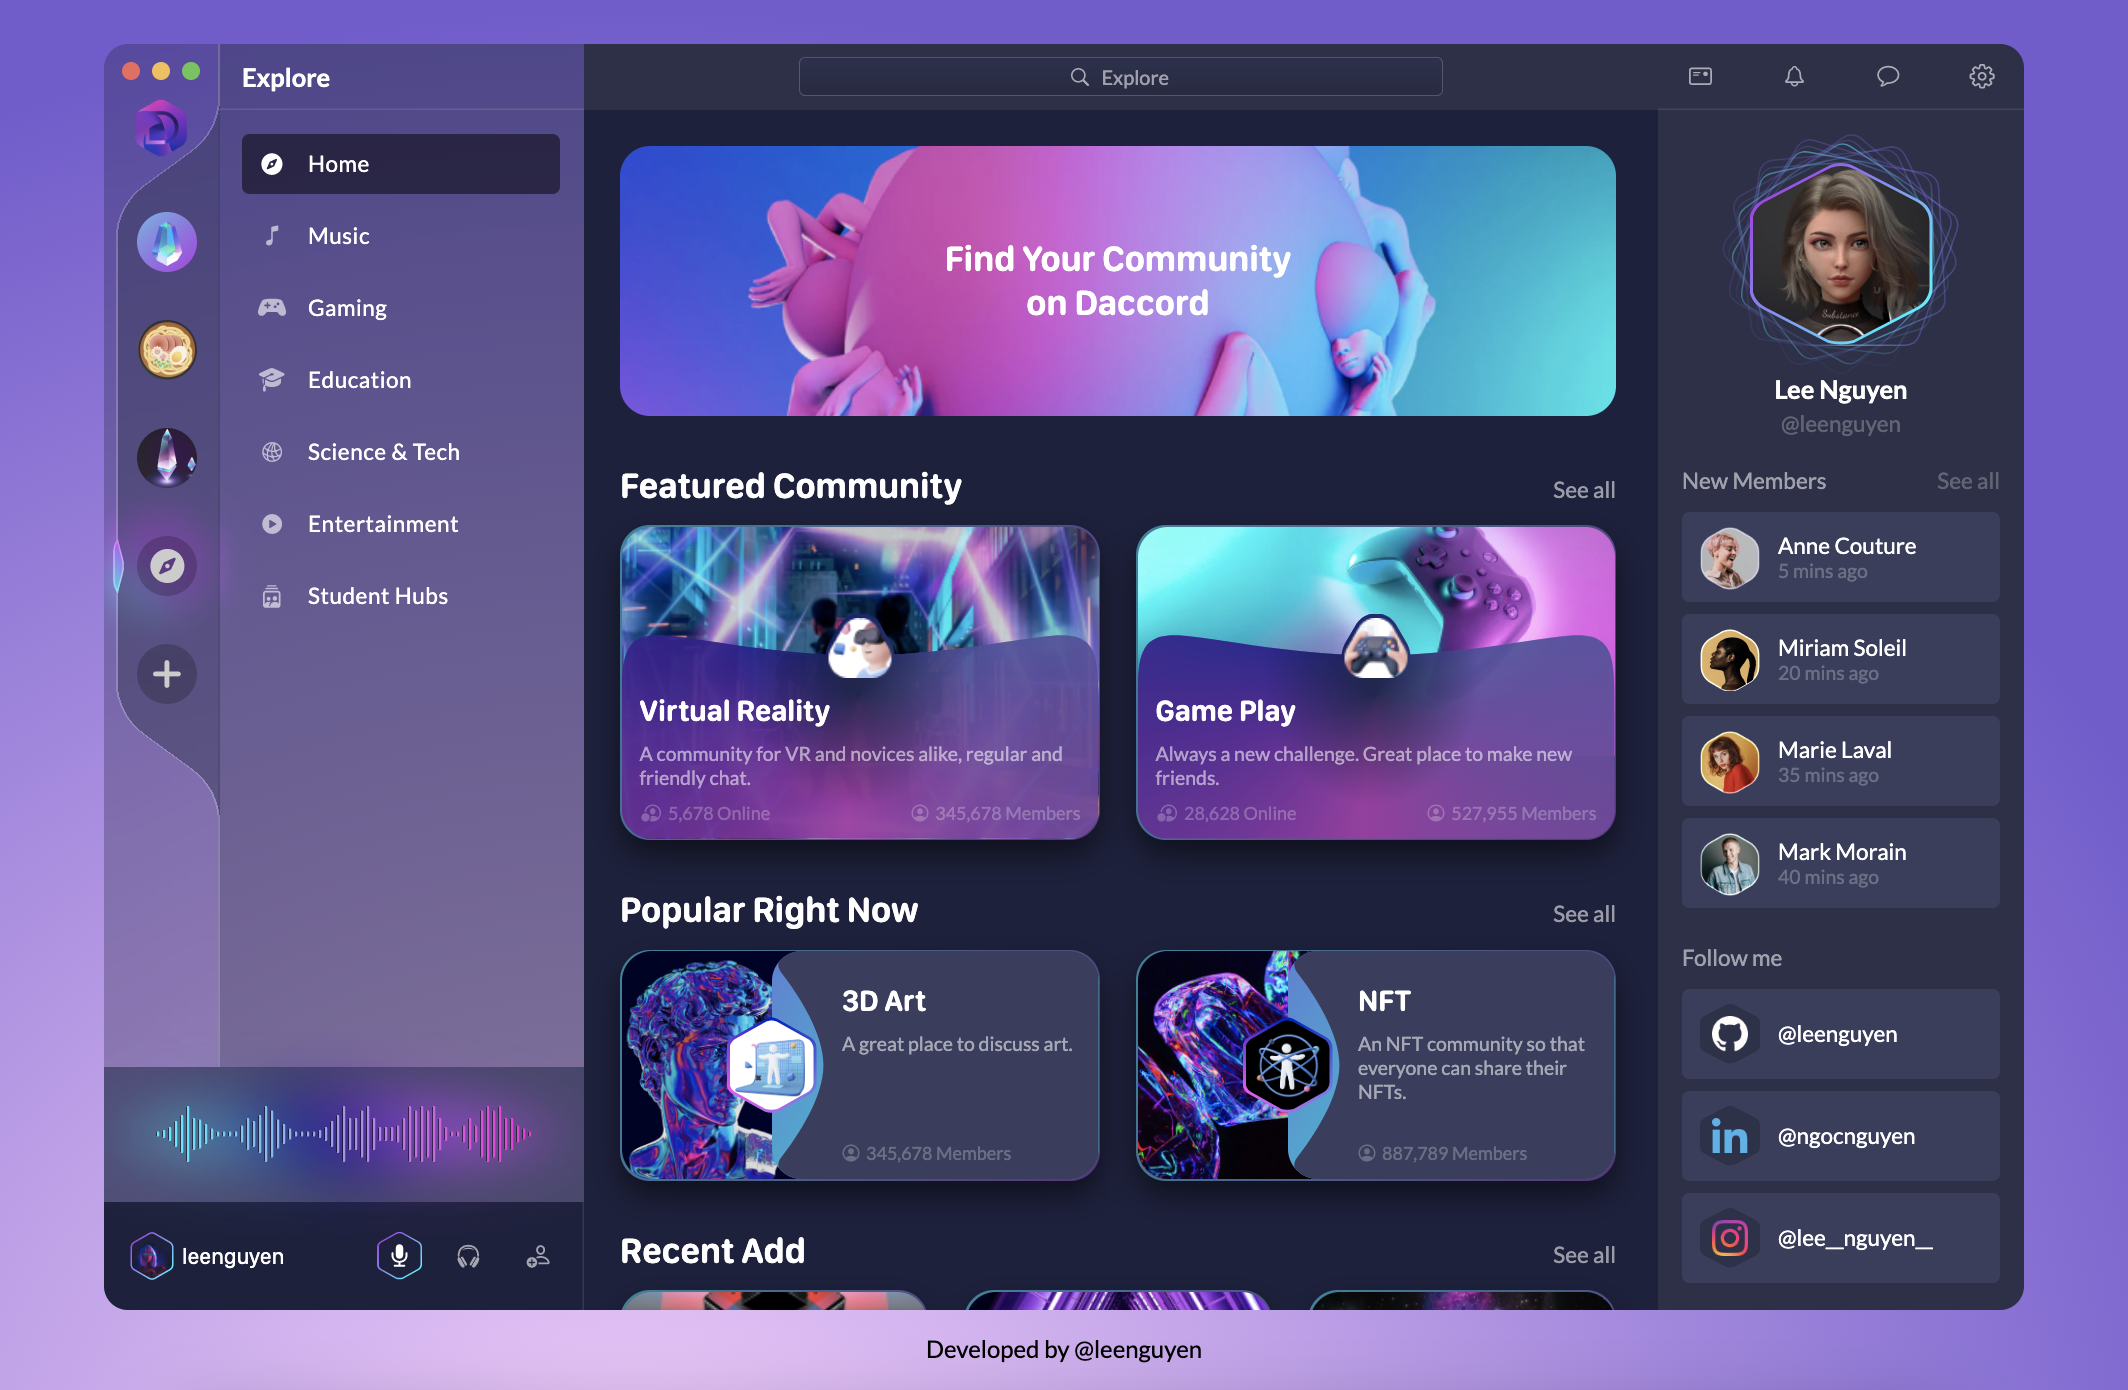 Explore
Home
Music
Gaming
Education
Science & Tech
Entertainment
Student Hubs
leenguyen
Explore
Find Your Community
on Daccord
Featured Community
See all
Virtual Reality
A community for VR and novices alike, regular and
friendly chat.
5,678 Online
345,678 Members
Game Play
Always a new challenge. Great place to make new
friends.
28,628 Online
527,955 Members
Popular Right Now
See all
3D Art
A great place to discuss art.
345,678 Members
NFT
An NFT community so that
everyone can share their
NFTs.
887,789 Members
Recent Add
See all
Substance
Lee Nguyen
@leenguyen
New Members
See all
Anne Couture
5 mins ago
Miriam Soleil
20 mins ago
Marie Laval
35 mins ago
Mark Morain
40 mins ago
Follow me
@leenguyen
in
@ngocnguyen
@lee__nguyen__
Developed by @leenguyen